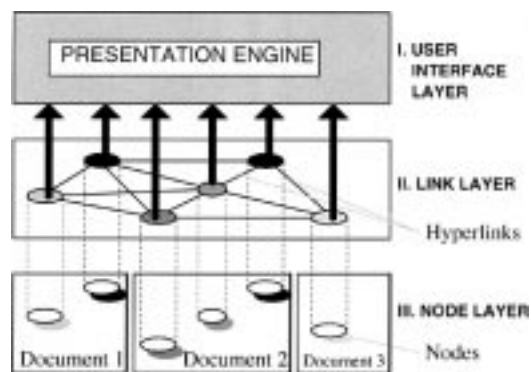 PRESENTATION ENGINE
I. USER
INTERFACE
LAYER
II. LINK LAYER
Hyperlinks
III. NODE LAYER
Document 1
Document 2
Document 3
Nodes